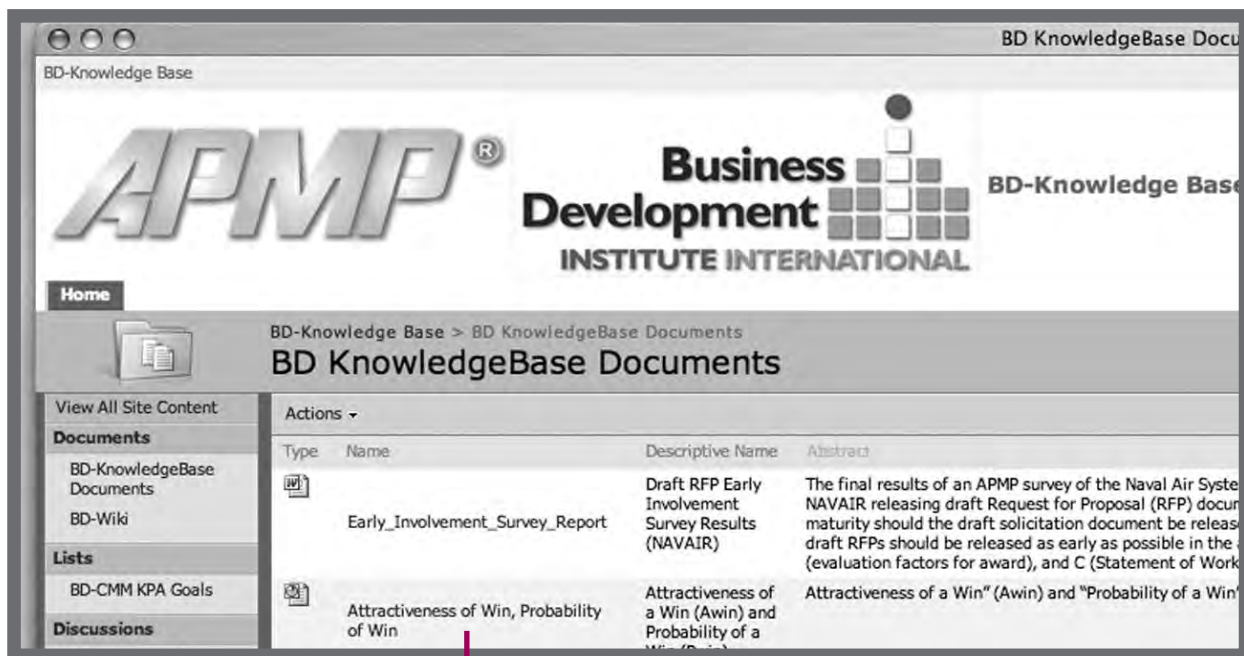 BD KnowledgeBase Docu
BD-Knowledge Base
APMP®
Business
Development
INSTITUTE INTERNATIONAL
BD-Knowledge Base
Home
BD-Knowledge Base > BD KnowledgeBase Documents
BD KnowledgeBase Documents
View All Site Content
Documents
BD-KnowledgeBase
Documents
BD-Wiki
Lists
BD-CMM KPA Goals
Discussions
Actions
Type Name Descriptive Name Abstract
Early_Involvement_Survey_Report
Draft RFP Early
Involvement
Survey Results
(NAVAIR)
The final results of an APMP survey of the Naval Air Syste
NAVAIR releasing draft Request for Proposal (RFP) docur
maturity should the draft solicitation document be releas
draft RFPs should be released as early as possible in the
(evaluation factors for award), and C (Statement of Work
Attractiveness of Win, Probability
of Win
Attractiveness of
a Win (Awin) and
Probability of a
Attractiveness of a Win" (Awin) and "Probability of a Win"